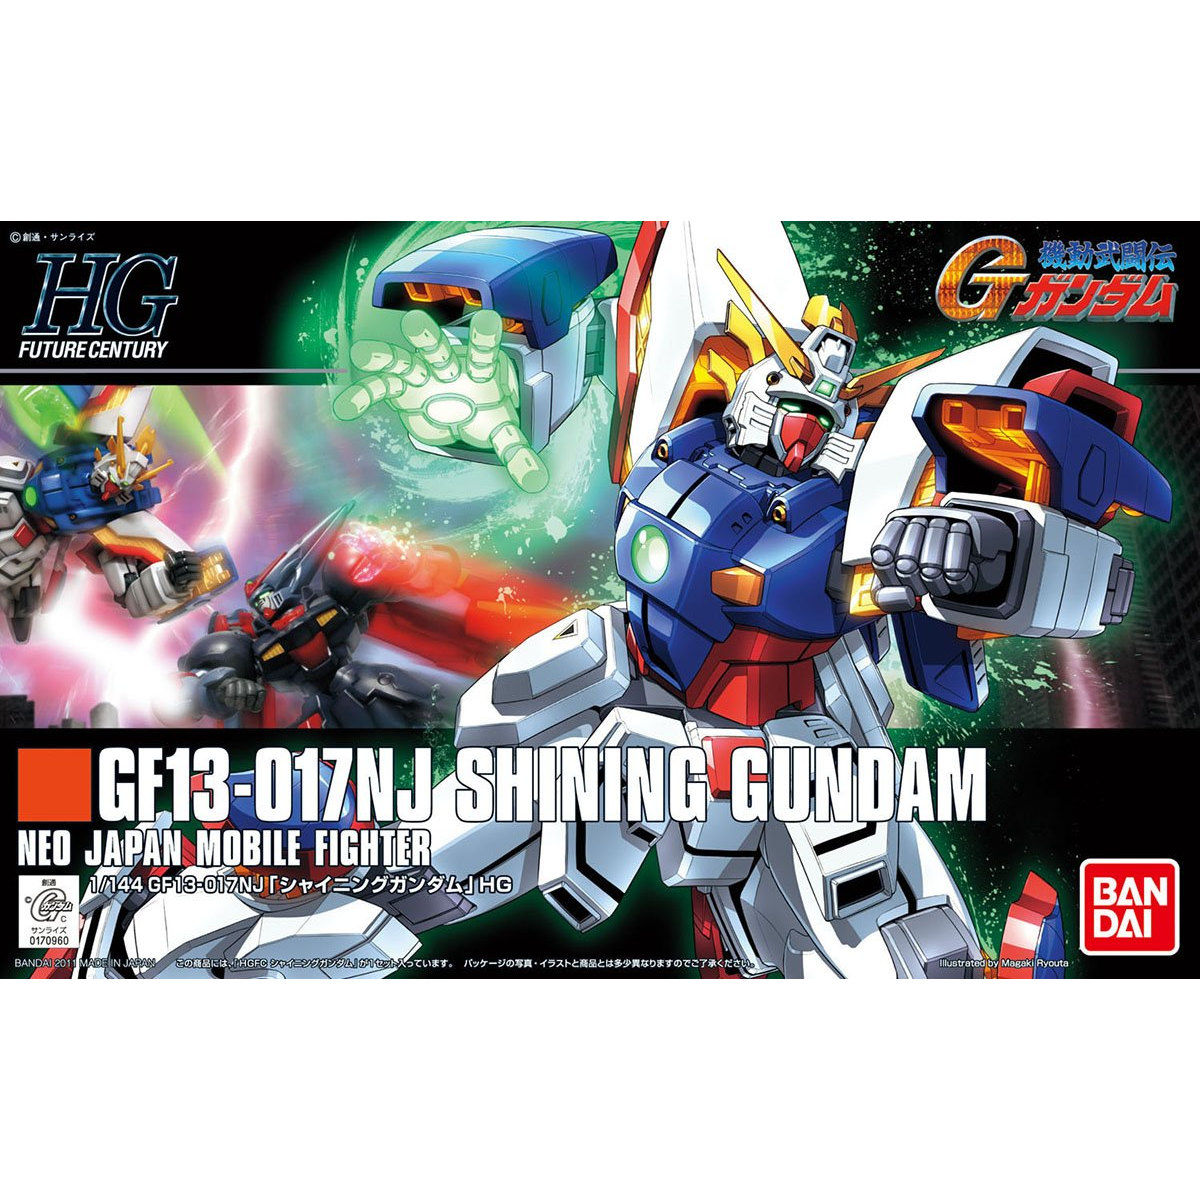 ©創通・サンライズ
HG
FUTURE CENTURY
機動武闘伝
Gガンダム
GF13-017NJ SHINING GUNDAM
NEO JAPAN MOBILE FIGHTER
1/144 GF13-017NJ「シャイニングガンダム」HG
創通
Gガンダム
サンライズ
0170960
BAN
DAI
BANDAI 2011 MADE IN JAPAN
この商品には、「HGFC シャイニングガンダム」が1セット入っています。 パッケージの写真・イラストと商品とは多少異なりますのでご了承ください。
Illustrated by Magaki Ryouta